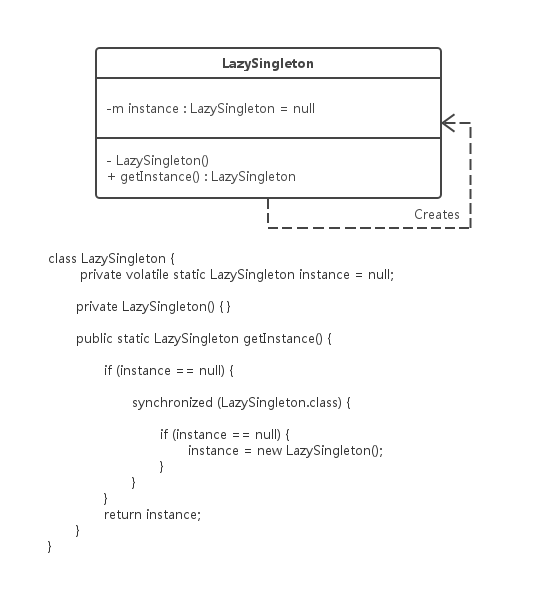 LazySingleton
-m instance : LazySingleton = null
- LazySingleton()
+ getInstance() : LazySingleton
Creates
class LazySingleton {
private volatile static LazySingleton instance = null;
private LazySingleton() { }
public static LazySingleton getInstance() {
if (instance == null) {
synchronized (LazySingleton.class) {
if (instance == null) {
instance = new LazySingleton();
}
}
}
return instance;
}
}